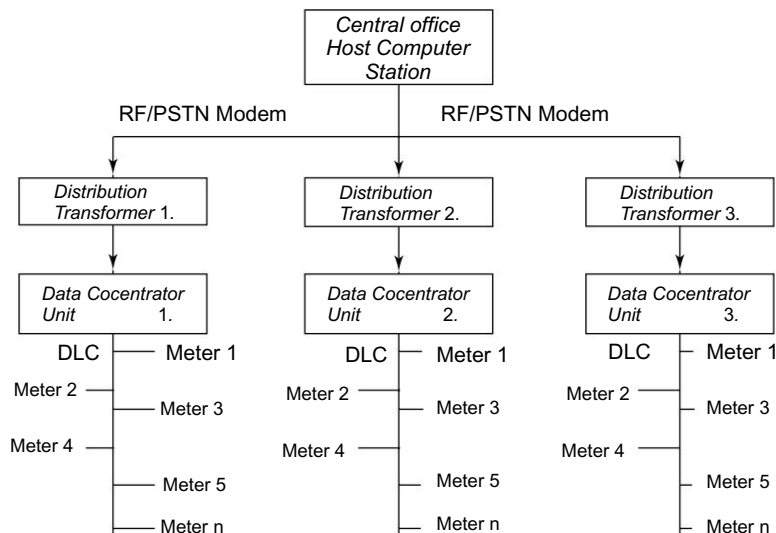 Central office
Host Computer
Station
RF/PSTN Modem
RF/PSTN Modem
Distribution
Transformer 1.
Distribution
Transformer 2.
Distribution
Transformer 3.
Data Cocentrator
Unit 1.
Data Cocentrator
Unit 2.
Data Cocentrator
Unit 3.
DLC
Meter 1
Meter 2
Meter 3
Meter 4
Meter 5
Meter n
DLC
Meter 1
Meter 2
Meter 3
Meter 4
Meter 5
Meter n
DLC
Meter 1
Meter 2
Meter 3
Meter 4
Meter 5
Meter n